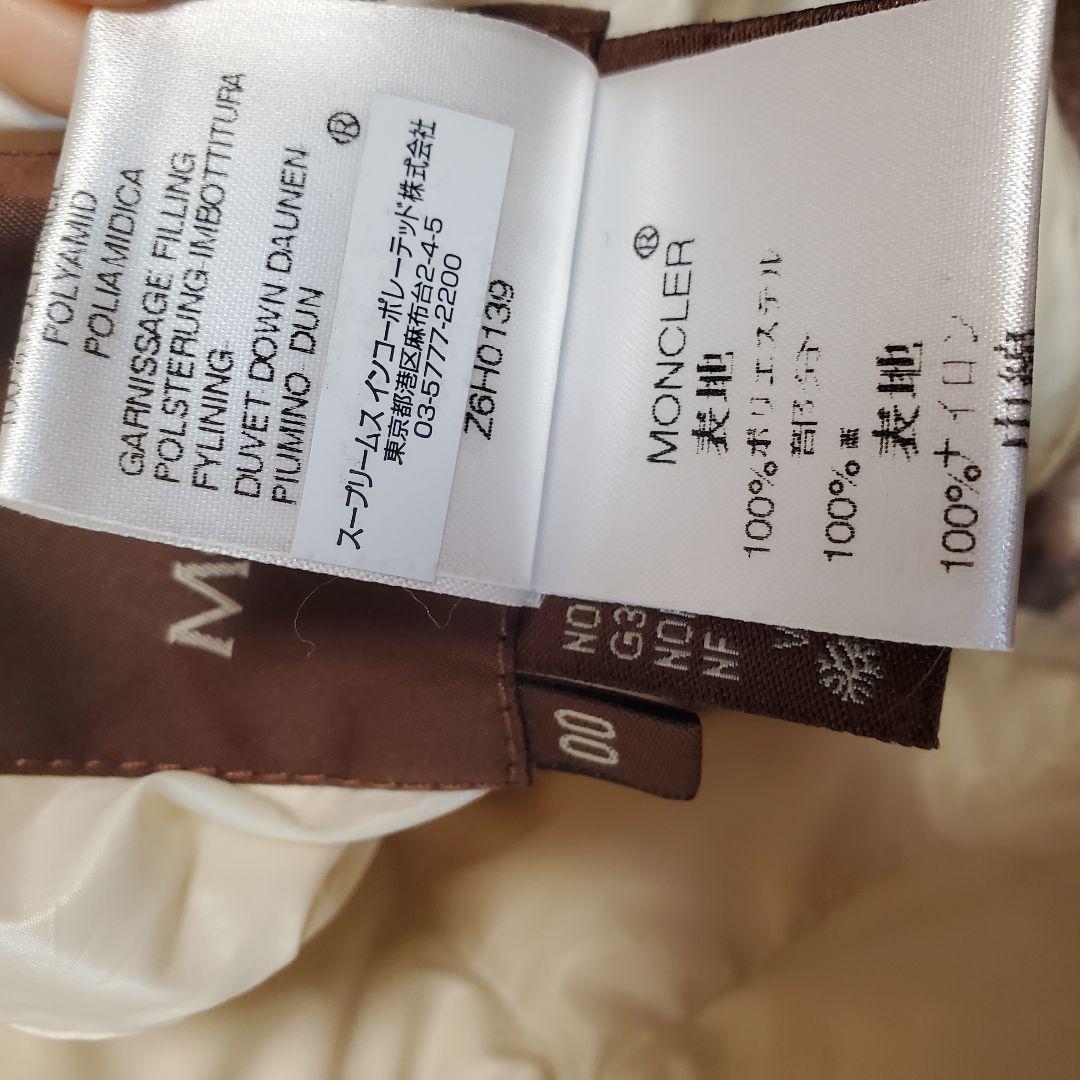 POLYAMID
POLIAMIDICA
GARNISSAGE FILLING
POLSTERUNG-IMBOTTITURA
FYLINING
DUVET DOWN DAUNEN
PIUMINO DUN
®
スープリームス インコーポレーテッド株式会社
東京都港区麻布台2-4-5
03-5777-2200
Z6H0139
MONCLER®
表地
100%ポリエステル
部分
100%
表地
100%ナイロン
M
NO
G3
NF
00